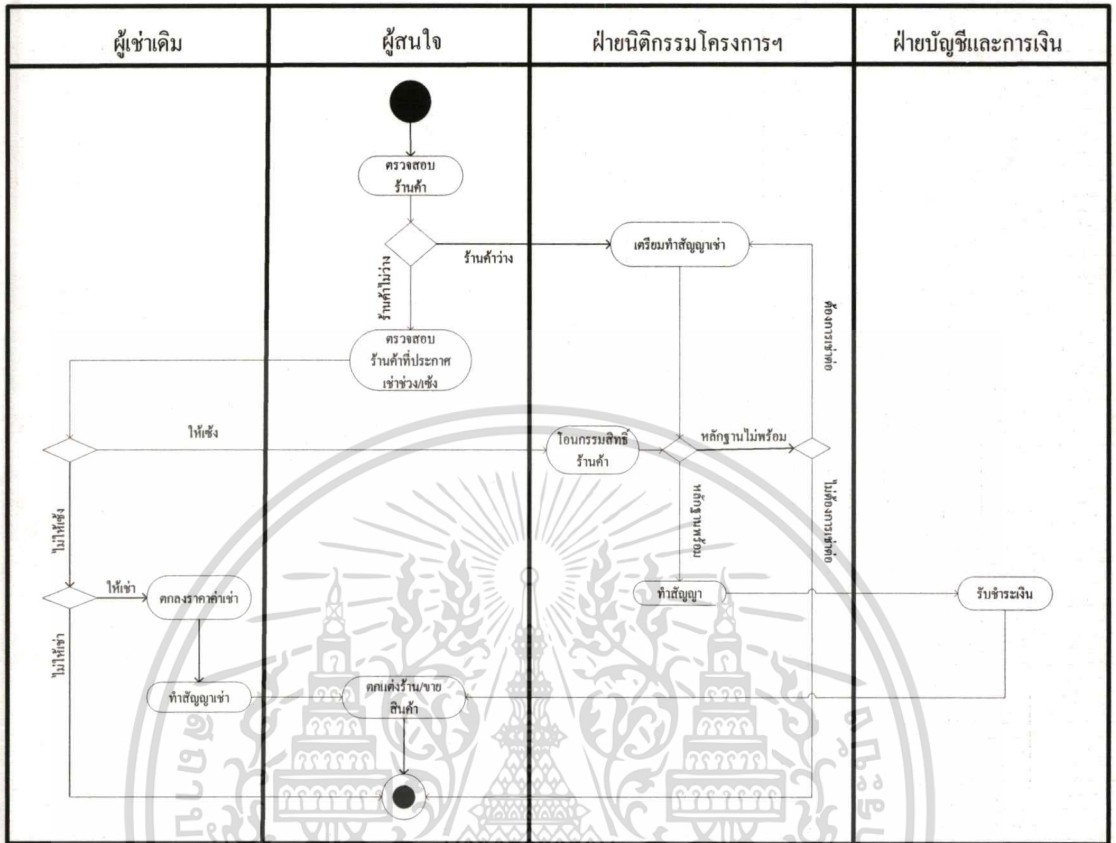 ผู้เช่าเดิม
ผู้สนใจ
ฝ่ายนิติกรรมโครงการฯ
ฝ่ายบัญชีและการเงิน
ตรวจสอบ
ร้านค้า
ร้านค้าว่าง
เตรียมทำสัญญาเช่า
ร้านค้าไม่ว่าง
ตรวจสอบ
ร้านค้าที่ประกาศ
เช่าช่วง/เซ้ง
ต้องการเช่าต่อ
ให้เซ้ง
โอนกรรมสิทธิ์
ร้านค้า
หลักฐานไม่พร้อม
ไม่ให้เซ้ง
หลักฐานพร้อม
ไม่ต้องการเช่าต่อ
ให้เช่า
ตกลงราคาค่าเช่า
ทำสัญญา
รับชำระเงิน
ไม่ให้เช่า
ทำสัญญาเช่า
ตกแต่งร้าน/ขาย
สินค้า